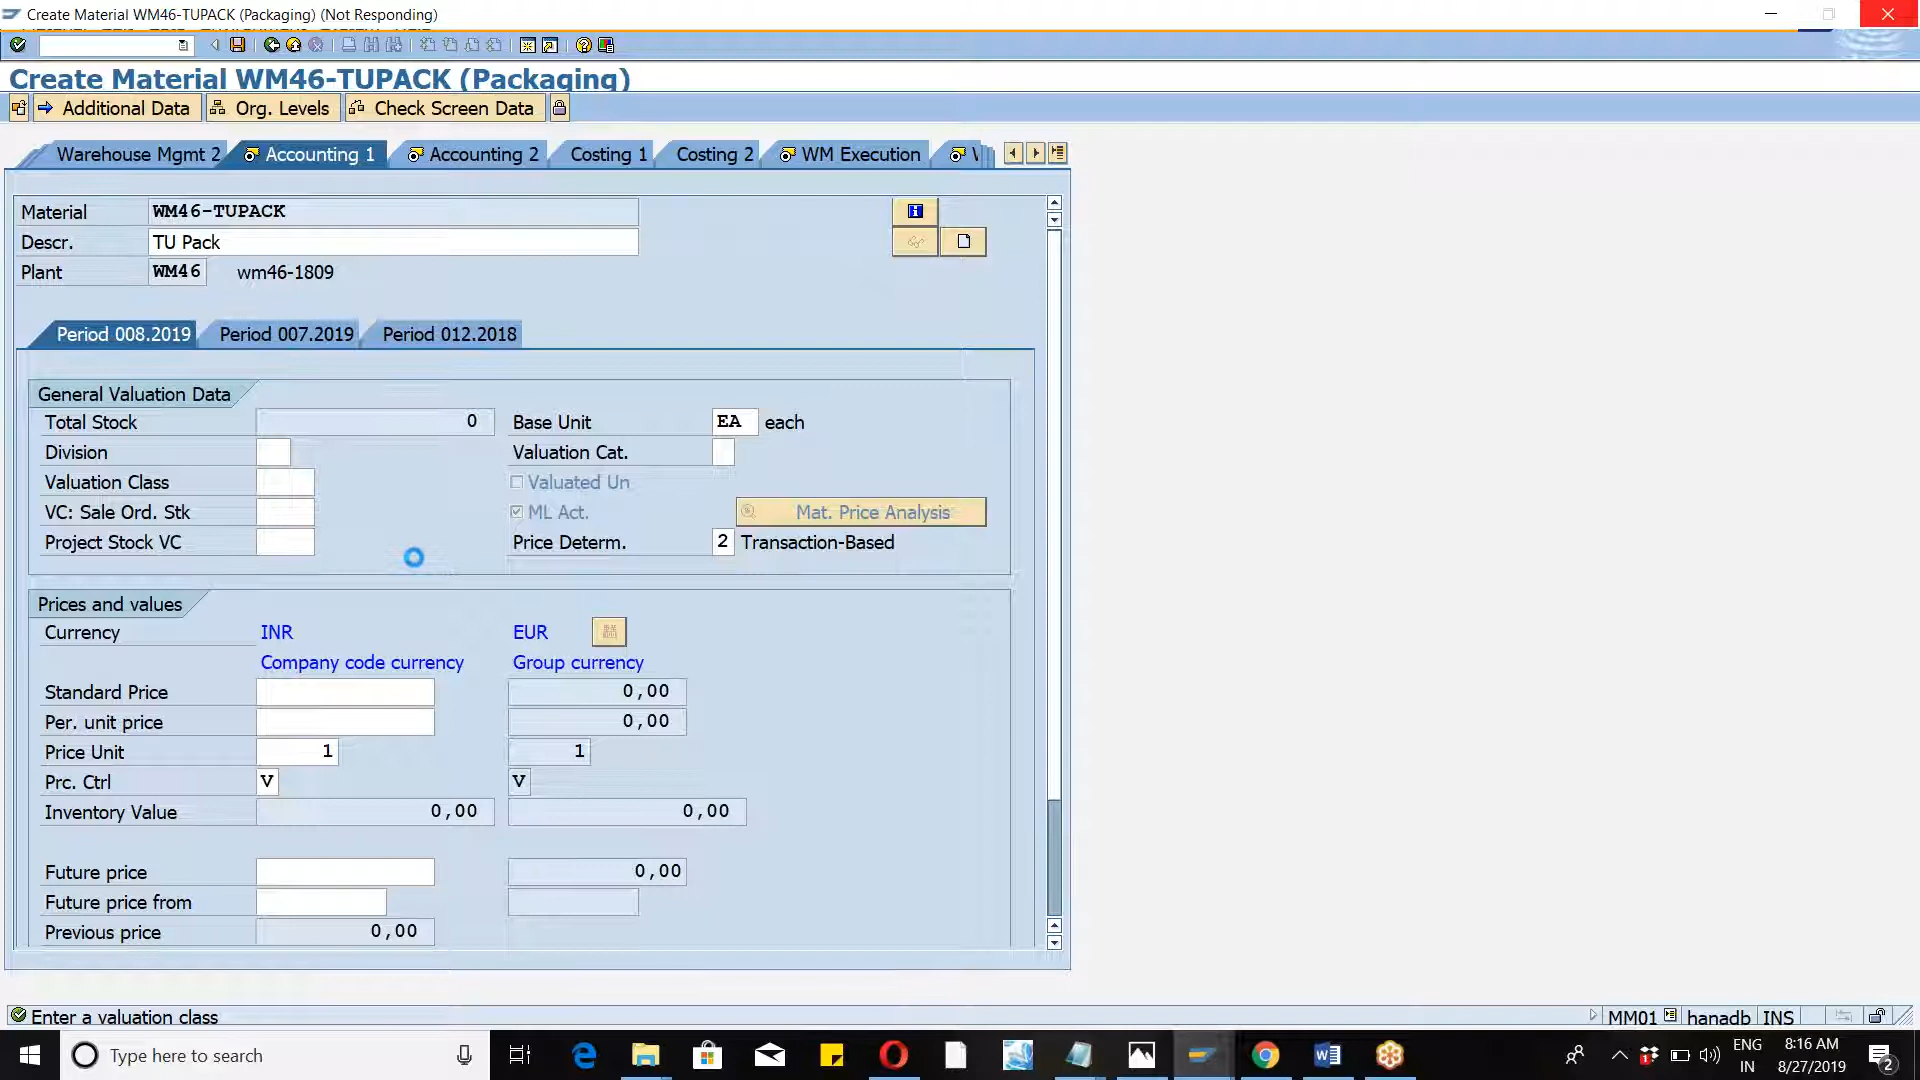 Create Material WM46-TUPACK (Packaging) (Not Responding)
Create Material WM46-TUPACK (Packaging)
Additional Data Org. Levels Check Screen Data
Warehouse Mgmt 2 Accounting 1 Accounting 2 Costing 1 Costing 2 WM Execution
Material WM46-TUPACK
Descr. TU Pack
Plant WM46 wm46-1809
Period 008.2019 Period 007.2019 Period 012.2018
General Valuation Data
Total Stock 0 Base Unit EA each
Division Valuation Cat.
Valuation Class Valuated Un
VC: Sale Ord. Stk ML Act. Mat. Price Analysis
Project Stock VC Price Determ. 2 Transaction-Based
Prices and values
Currency INR EUR
Company code currency Group currency
Standard Price 0,00
Per. unit price 0,00
Price Unit 1 1
Prc. Ctrl V V
Inventory Value 0,00 0,00
Future price 0,00
Future price from
Previous price 0,00
Enter a valuation class MM01 hanadb INS
Type here to search ENG 8:16 AM
IN 8/27/2019 2